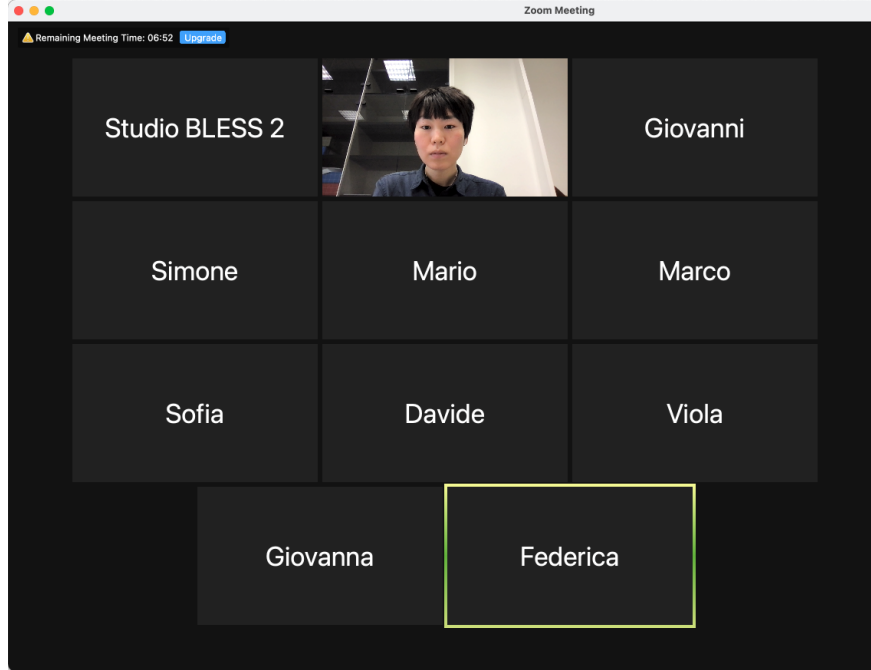 Zoom Meeting
Remaining Meeting Time: 06:52 Upgrade
Studio BLESS 2
Giovanni
Simone
Mario
Marco
Sofia
Davide
Viola
Giovanna
Federica